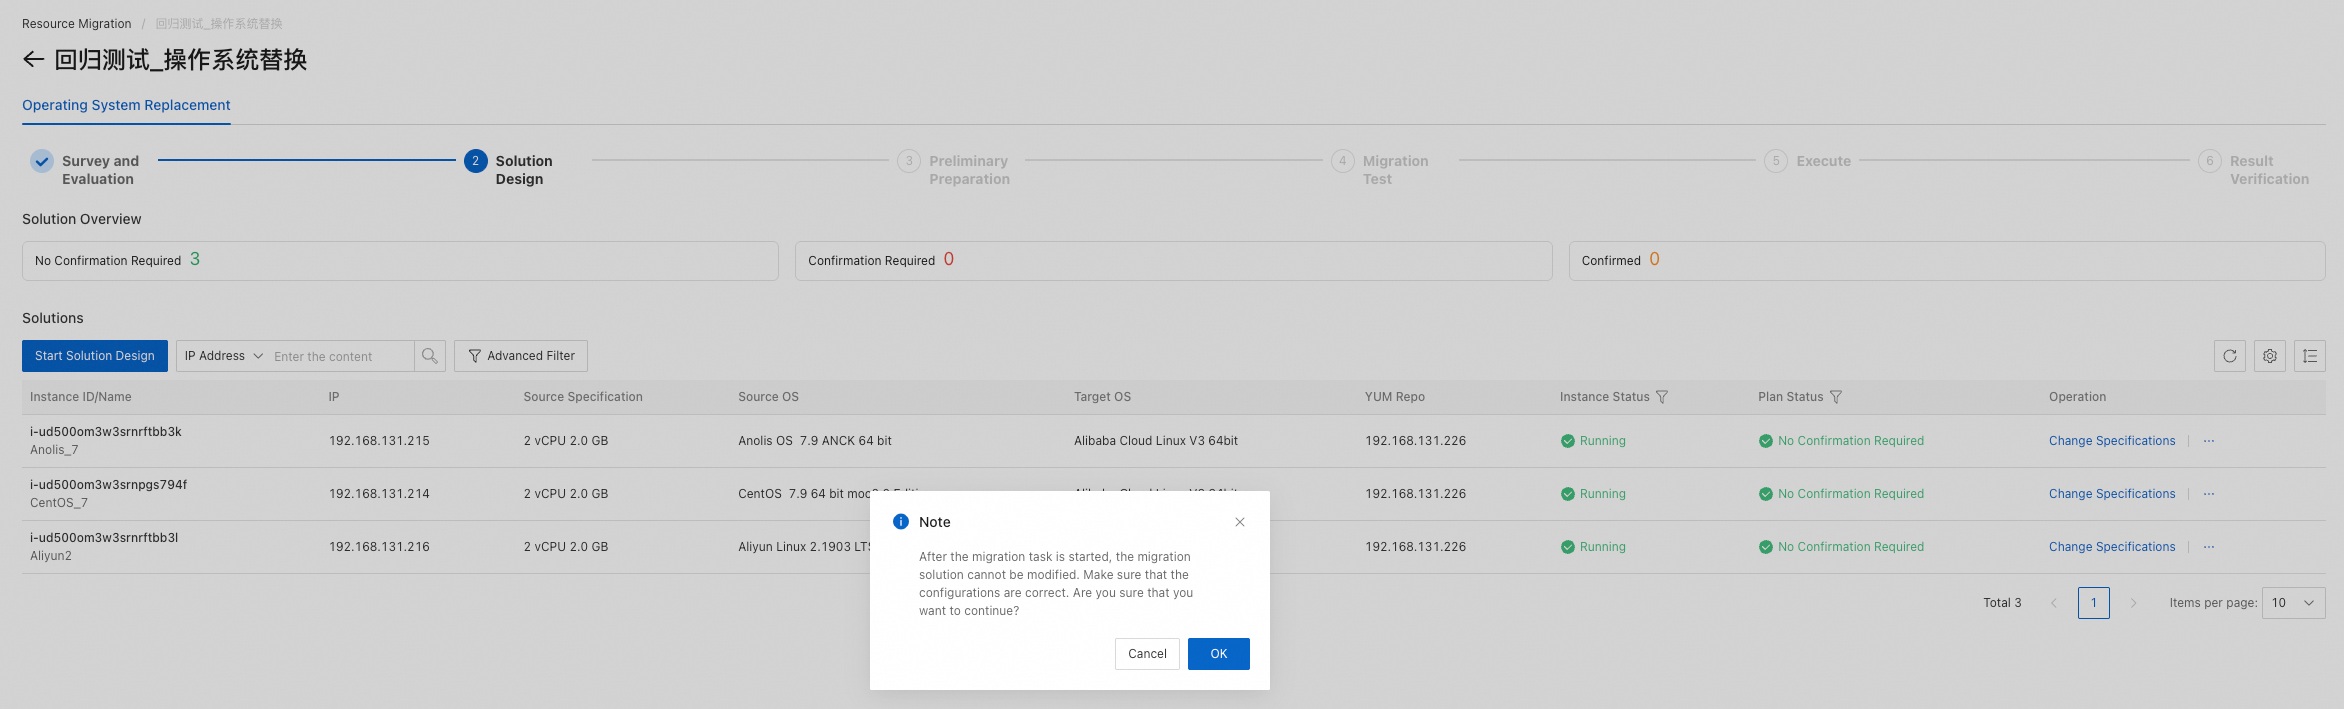 Resource Migration / 回归测试_操作系统替换
回归测试_操作系统替换
Operating System Replacement
Survey and
Evaluation
2 Solution
Design
3 Preliminary
Preparation
4 Migration
Test
5 Execute
6 Result
Verification
Solution Overview
No Confirmation Required 3
Confirmation Required 0
Confirmed 0
Solutions
Start Solution Design IP Address Enter the content Advanced Filter
Instance ID/Name IP Source Specification Source OS Target OS YUM Repo Instance Status Plan Status Operation
i-ud500om3w3srnrftbb3k
Anolis_7
192.168.131.215 2 vCPU 2.0 GB Anolis OS 7.9 ANCK 64 bit Alibaba Cloud Linux V3 64bit 192.168.131.226 Running No Confirmation Required Change Specifications ···
i-ud500om3w3srnpgs794f
CentOS_7
192.168.131.214 2 vCPU 2.0 GB CentOS 7.9 64 bit 192.168.131.226 Running No Confirmation Required Change Specifications ···
i-ud500om3w3srnrftbb3l
Aliyun2
192.168.131.216 2 vCPU 2.0 GB Aliyun Linux 2.1903 192.168.131.226 Running No Confirmation Required Change Specifications ···
Note
After the migration task is started, the migration
solution cannot be modified. Make sure that the
configurations are correct. Are you sure that you
want to continue?
Cancel OK
Total 3 1 Items per page: 10